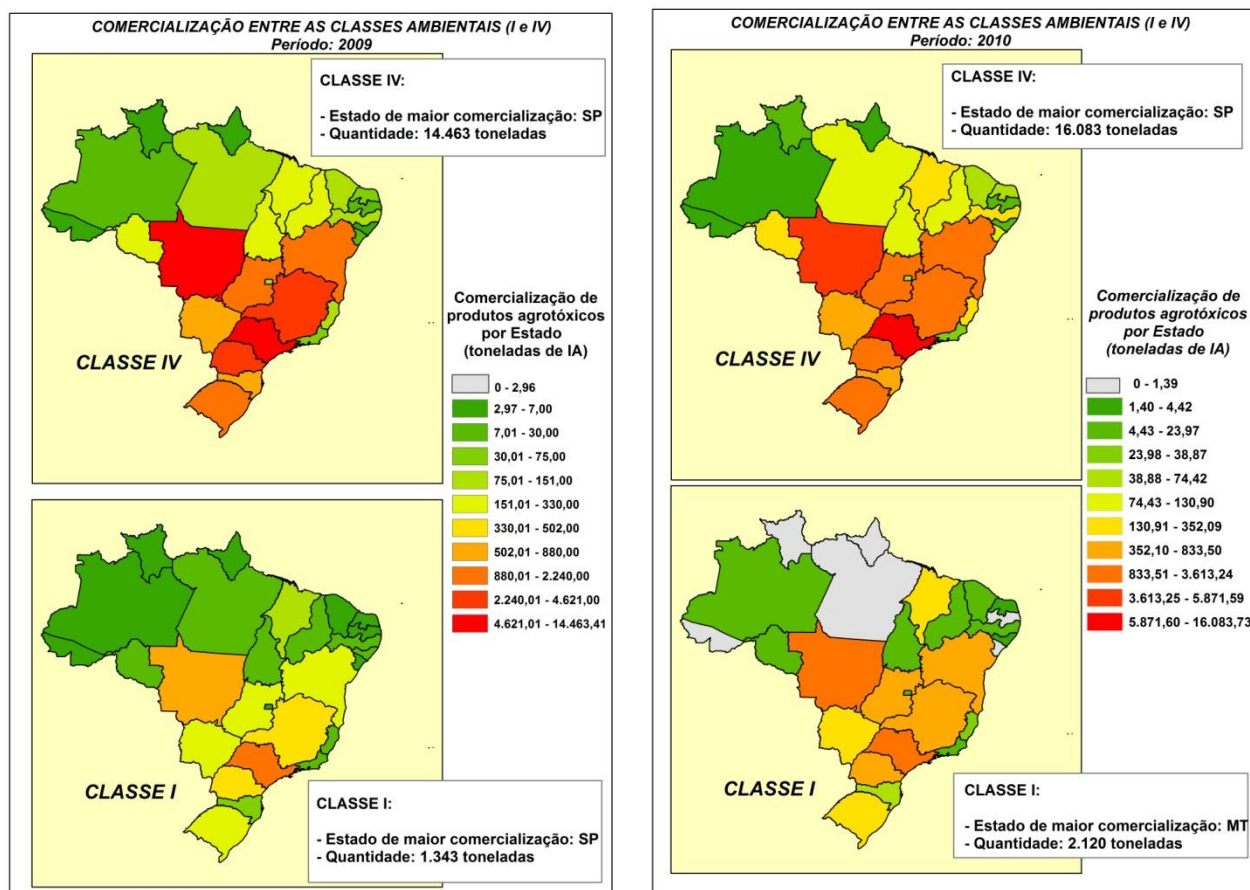 COMERCIALIZAÇÃO ENTRE AS CLASSES AMBIENTAIS (I e IV)
Período: 2009
CLASSE IV:
- Estado de maior comercialização: SP
- Quantidade: 14.463 toneladas
CLASSE IV
Comercialização de
produtos agrotóxicos
por Estado
(toneladas de IA)
0 - 2,96
2,97 - 7,00
7,01 - 30,00
30,01 - 75,00
75,01 - 151,00
151,01 - 330,00
330,01 - 502,00
502,01 - 880,00
880,01 - 2.240,00
2.240,01 - 4.621,00
4.621,01 - 14.463,41
CLASSE I
CLASSE I:
- Estado de maior comercialização: SP
- Quantidade: 1.343 toneladas
COMERCIALIZAÇÃO ENTRE AS CLASSES AMBIENTAIS (I e IV)
Período: 2010
CLASSE IV:
- Estado de maior comercialização: SP
- Quantidade: 16.083 toneladas
CLASSE IV
Comercialização de
produtos agrotóxicos
por Estado
(toneladas de IA)
0 - 1,39
1,40 - 4,42
4,43 - 23,97
23,98 - 38,87
38,88 - 74,42
74,43 - 130,90
130,91 - 352,09
352,10 - 833,50
833,51 - 3.613,24
3.613,25 - 5.871,59
5.871,60 - 16.083,73
CLASSE I
CLASSE I:
- Estado de maior comercialização: MT
- Quantidade: 2.120 toneladas